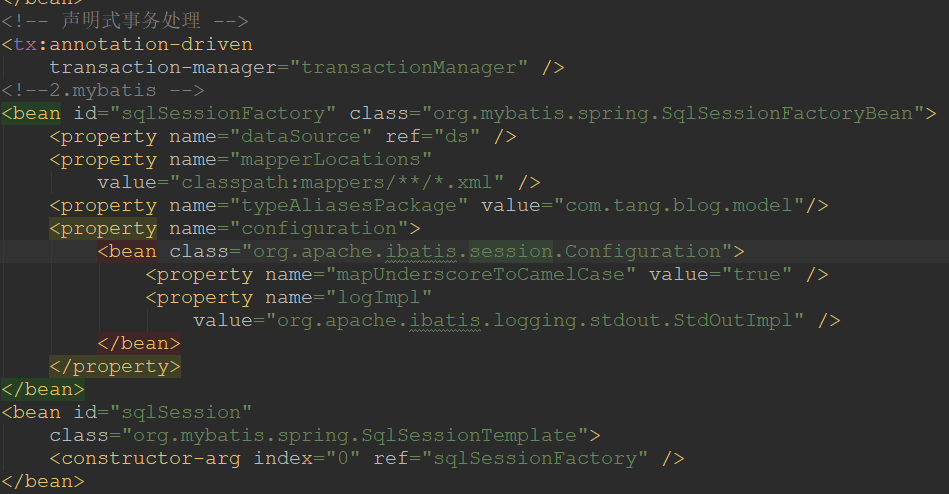 </bean>
<!-- 声明式事务处理 -->
<tx:annotation-driven
    transaction-manager="transactionManager" />
<!--2.mybatis -->
<bean id="sqlSessionFactory" class="org.mybatis.spring.SqlSessionFactoryBean">
    <property name="dataSource" ref="ds" />
    <property name="mapperLocations"
        value="classpath:mappers/**/*.xml" />
    <property name="typeAliasesPackage" value="com.tang.blog.model"/>
    <property name="configuration">
        <bean class="org.apache.ibatis.session.Configuration">
            <property name="mapUnderscoreToCamelCase" value="true" />
            <property name="logImpl"
                value="org.apache.ibatis.logging.stdout.StdOutImpl" />
        </bean>
    </property>
</bean>
<bean id="sqlSession"
    class="org.mybatis.spring.SqlSessionTemplate">
    <constructor-arg index="0" ref="sqlSessionFactory" />
</bean>